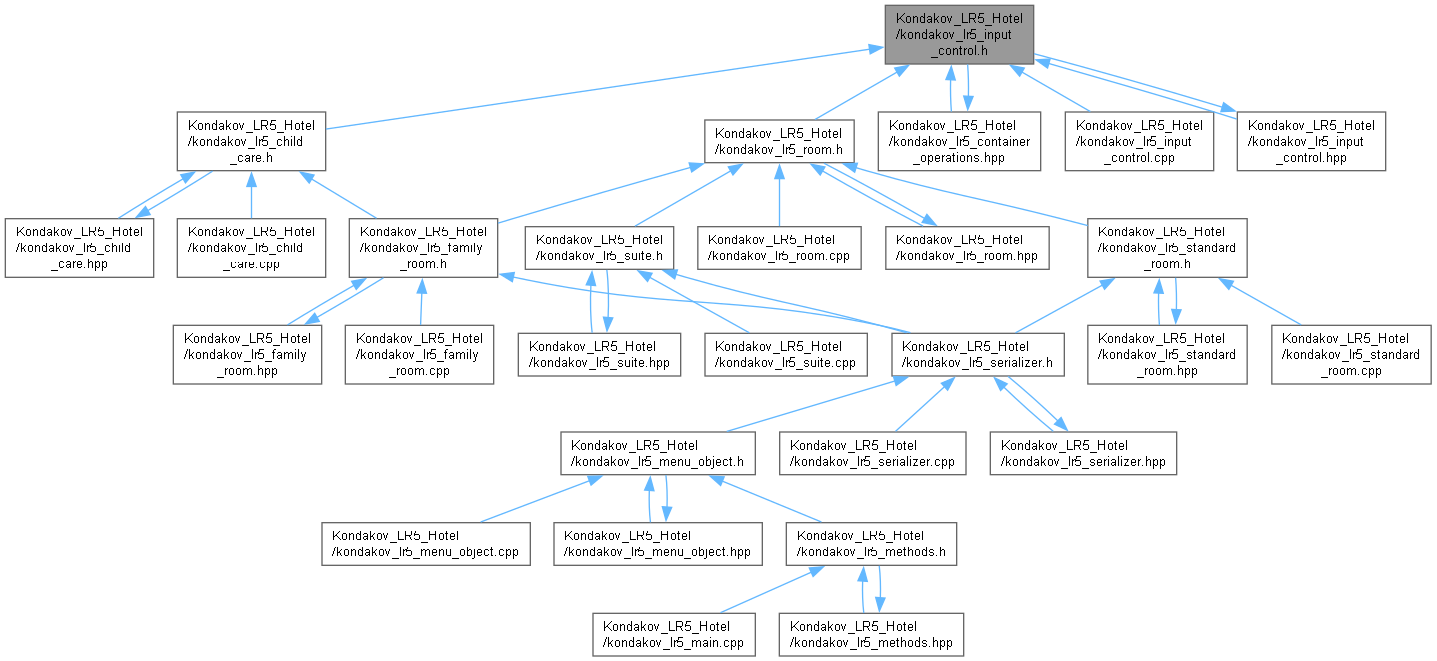 Kondakov_LR5_Hotel
/kondakov_lr5_input
_control.h
Kondakov_LR5_Hotel
/kondakov_lr5_child
_care.h
Kondakov_LR5_Hotel
/kondakov_lr5_room.h
Kondakov_LR5_Hotel
/kondakov_lr5_container
_operations.hpp
Kondakov_LR5_Hotel
/kondakov_lr5_input
_control.cpp
Kondakov_LR5_Hotel
/kondakov_lr5_input
_control.hpp
Kondakov_LR5_Hotel
/kondakov_lr5_child
_care.hpp
Kondakov_LR5_Hotel
/kondakov_lr5_child
_care.cpp
Kondakov_LR5_Hotel
/kondakov_lr5_family
_room.h
Kondakov_LR5_Hotel
/kondakov_lr5_suite.h
Kondakov_LR5_Hotel
/kondakov_lr5_room.cpp
Kondakov_LR5_Hotel
/kondakov_lr5_room.hpp
Kondakov_LR5_Hotel
/kondakov_lr5_standard
_room.h
Kondakov_LR5_Hotel
/kondakov_lr5_family
_room.hpp
Kondakov_LR5_Hotel
/kondakov_lr5_family
_room.cpp
Kondakov_LR5_Hotel
/kondakov_lr5_suite.hpp
Kondakov_LR5_Hotel
/kondakov_lr5_suite.cpp
Kondakov_LR5_Hotel
/kondakov_lr5_serializer.h
Kondakov_LR5_Hotel
/kondakov_lr5_standard
_room.hpp
Kondakov_LR5_Hotel
/kondakov_lr5_standard
_room.cpp
Kondakov_LR5_Hotel
/kondakov_lr5_menu_object.h
Kondakov_LR5_Hotel
/kondakov_lr5_serializer.cpp
Kondakov_LR5_Hotel
/kondakov_lr5_serializer.hpp
Kondakov_LR5_Hotel
/kondakov_lr5_menu_object.cpp
Kondakov_LR5_Hotel
/kondakov_lr5_menu_object.hpp
Kondakov_LR5_Hotel
/kondakov_lr5_methods.h
Kondakov_LR5_Hotel
/kondakov_lr5_main.cpp
Kondakov_LR5_Hotel
/kondakov_lr5_methods.hpp